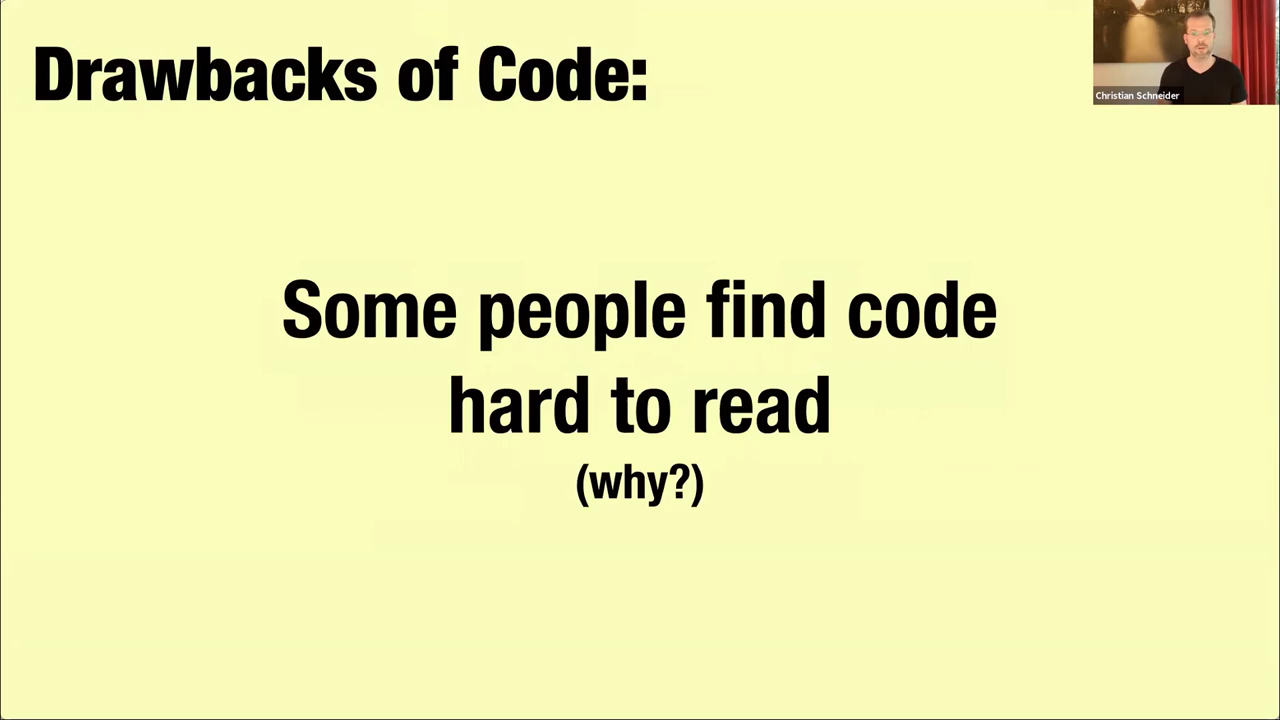 Drawbacks of Code:
Christian Schneider
Some people find code
hard to read
(why?)